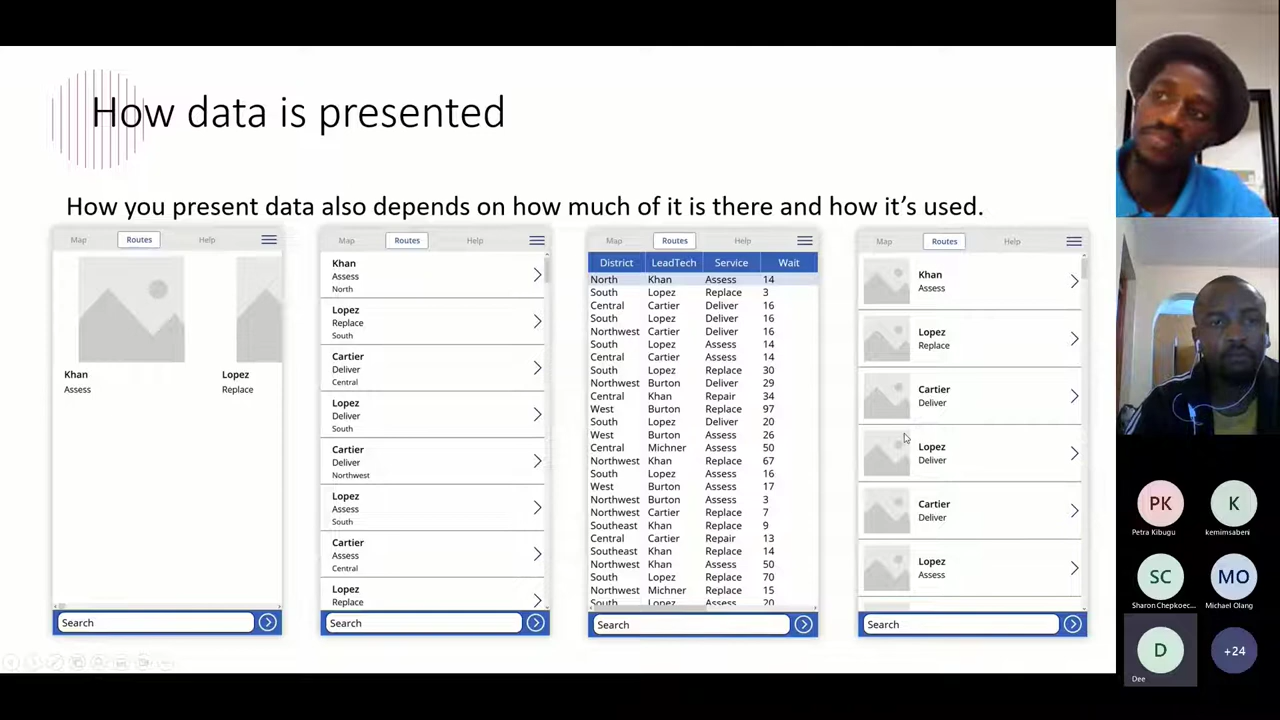 How data is presented
How you present data also depends on how much of it is there and how it's used.
Map Routes Help
Khan
Assess
Lopez
Replace
Search
Map Routes Help
Khan
Assess
North
Lopez
Replace
South
Cartier
Deliver
Central
Lopez
Deliver
South
Cartier
Deliver
Northwest
Lopez
Assess
South
Cartier
Assess
Central
Lopez
Replace
Search
Map Routes Help
District LeadTech Service Wait
North Khan Assess 14
South Lopez Replace 3
Central Cartier Deliver 16
South Lopez Deliver 16
Northwest Cartier Deliver 16
South Lopez Assess 14
Central Cartier Assess 14
South Lopez Replace 30
Northwest Burton Deliver 29
Central Khan Repair 34
West Burton Replace 97
South Lopez Deliver 20
West Burton Assess 26
Central Michner Assess 50
Northwest Khan Replace 67
South Lopez Assess 16
West Burton Assess 17
Northwest Burton Assess 3
Northwest Cartier Replace 7
Southeast Khan Replace 9
Central Cartier Repair 13
Southeast Khan Replace 14
Northwest Khan Assess 50
South Lopez Replace 70
Northwest Michner Replace 15
South Lopez Assess 20
Search
Map Routes Help
Khan
Assess
Lopez
Replace
Cartier
Deliver
Lopez
Deliver
Cartier
Deliver
Lopez
Assess
Search
PK
Petra Kibugu
K
kemimsaberi
SC
Sharon Chepkoec...
MO
Michael Olang
D
Dee
+24